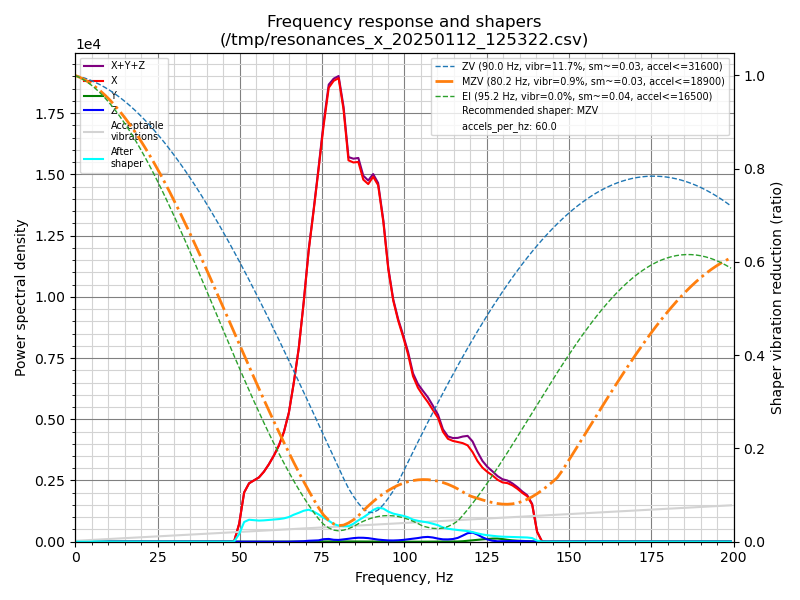 Frequency response and shapers
(/tmp/resonances_x_20250112_125322.csv)
1e4
X+Y+Z
X
Y
Z
Acceptable
vibrations
After
shaper
ZV (90.0 Hz, vibr=11.7%, sm~=0.03, accel<=31600)
MZV (80.2 Hz, vibr=0.9%, sm~=0.03, accel<=18900)
EI (95.2 Hz, vibr=0.0%, sm~=0.04, accel<=16500)
Recommended shaper: MZV
accels_per_hz: 60.0
Power spectral density
1.75
1.50
1.25
1.00
0.75
0.50
0.25
0.00
1.0
0.8
0.6
0.4
0.2
0.0
Shaper vibration reduction (ratio)
0 25 50 75 100 125 150 175 200
Frequency, Hz